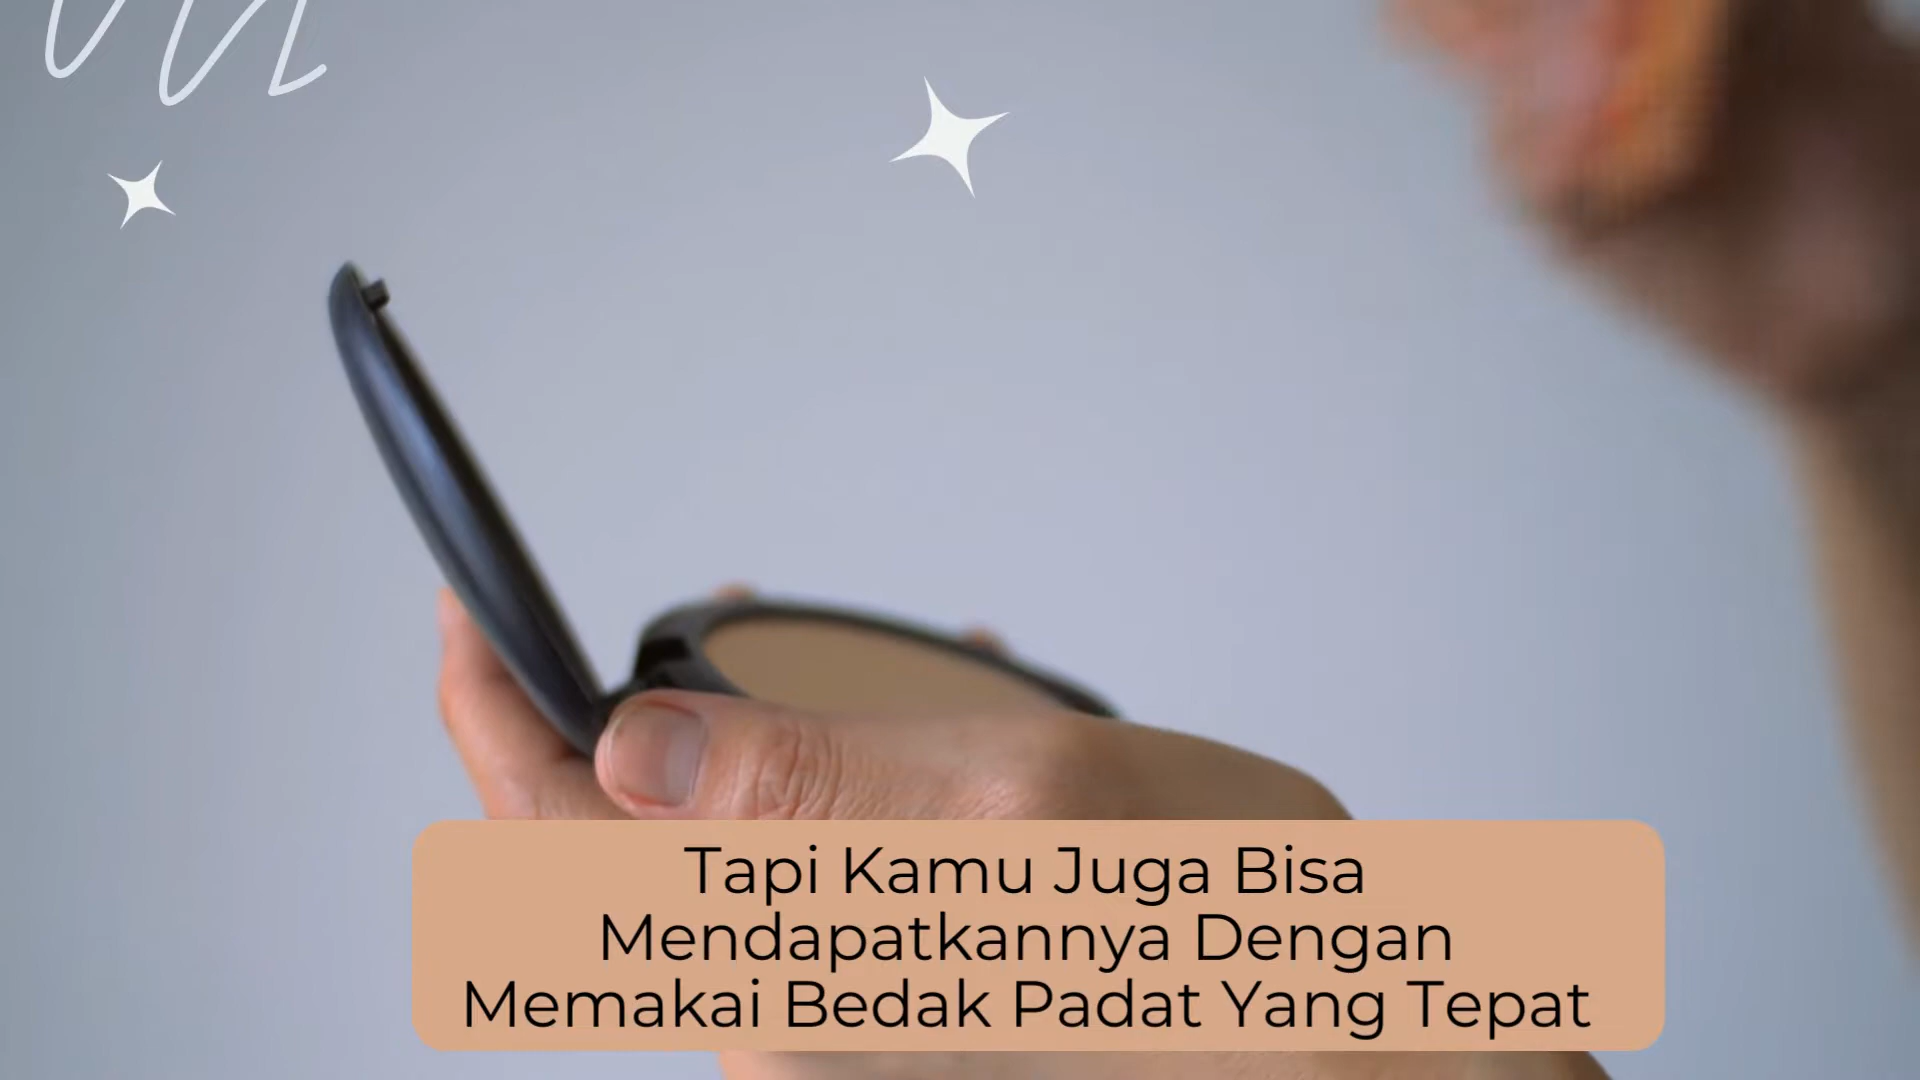 Tapi Kamu Juga Bisa
Mendapatkannya Dengan
Memakai Bedak Padat Yang Tepat